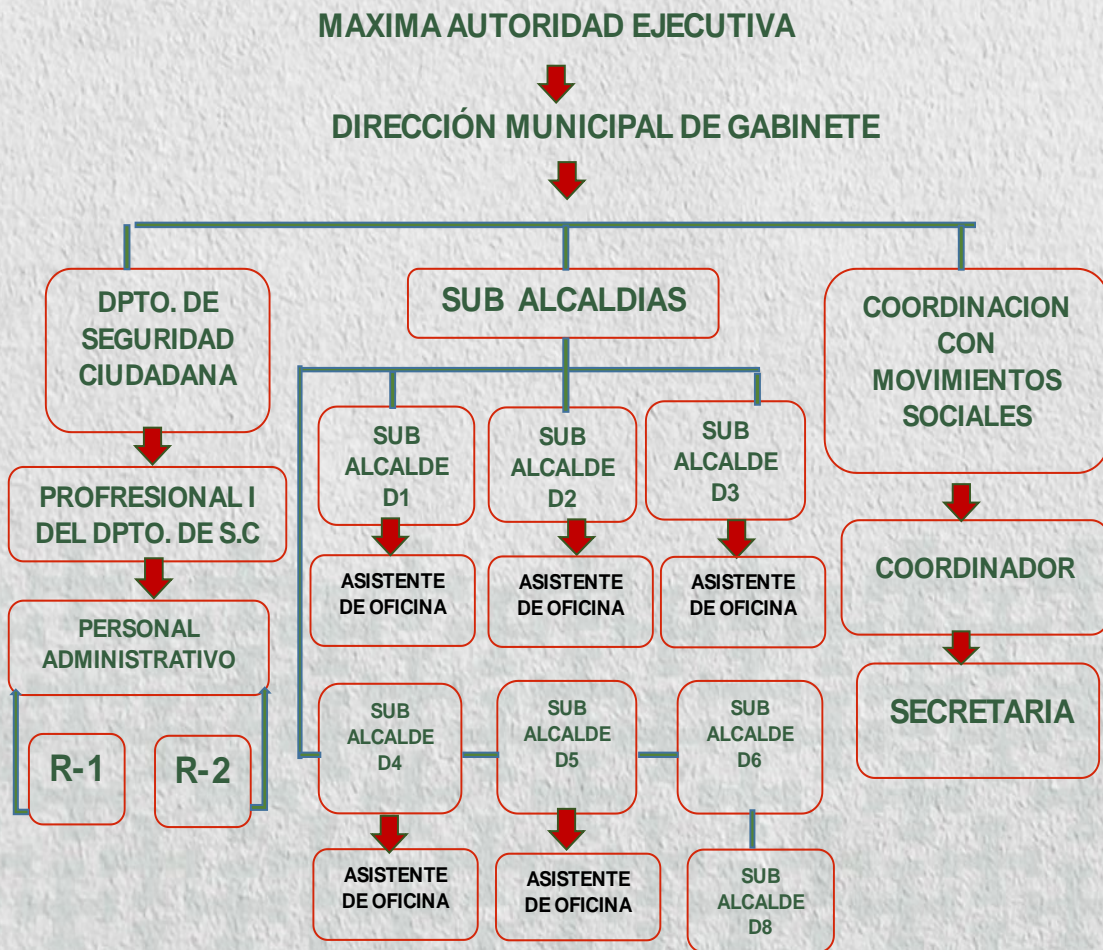 MAXIMA AUTORIDAD EJECUTIVA
DIRECCIÓN MUNICIPAL DE GABINETE
DPTO. DE
SEGURIDAD
CIUDADANA
PROFRESIONAL I
DEL DPTO. DE S.C
PERSONAL
ADMINISTRATIVO
R-1
R-2
SUB ALCALDIAS
SUB
ALCALDE
D1
SUB
ALCALDE
D2
SUB
ALCALDE
D3
ASISTENTE
DE OFICINA
ASISTENTE
DE OFICINA
ASISTENTE
DE OFICINA
SUB
ALCALDE
D4
SUB
ALCALDE
D5
SUB
ALCALDE
D6
ASISTENTE
DE OFICINA
ASISTENTE
DE OFICINA
SUB
ALCALDE
D8
COORDINACION
CON
MOVIMIENTOS
SOCIALES
COORDINADOR
SECRETARIA